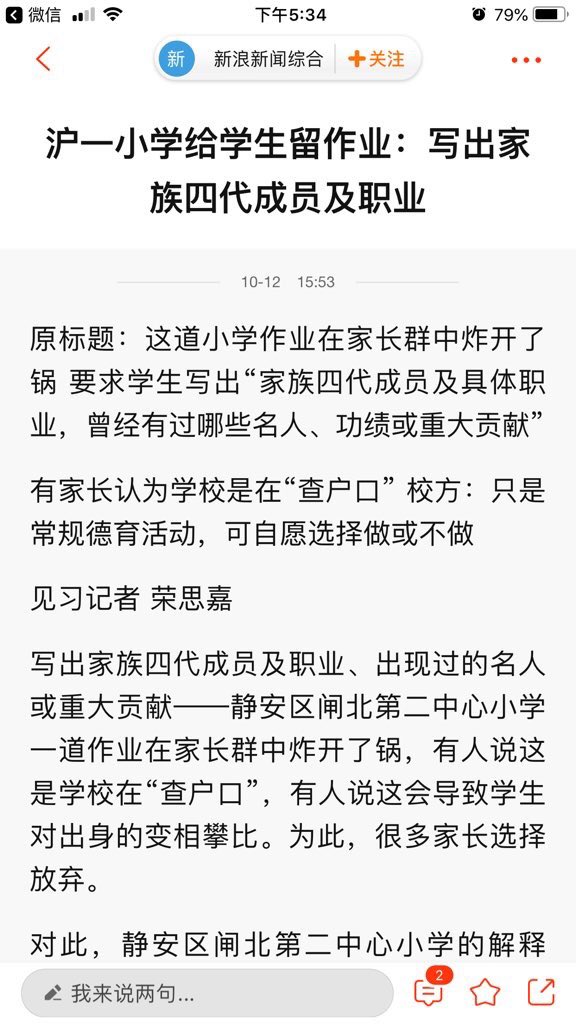 微信
下午5:34
79%
新
新浪新闻综合
关注
沪一小学给学生留作业：写出家
族四代成员及职业
10-12 15:53
原标题：这道小学作业在家长群中炸开了
锅 要求学生写出“家族四代成员及具体职
业，曾经有过哪些名人、功绩或重大贡献”
有家长认为学校是在“查户口” 校方：只是
常规德育活动，可自愿选择做或不做
见习记者 荣思嘉
写出家族四代成员及职业、出现过的名人
或重大贡献——静安区闸北第二中心小学
一道作业在家长群中炸开了锅，有人说这
是学校在“查户口”，有人说这会导致学生
对出身的变相攀比。为此，很多家长选择
放弃。
对此，静安区闸北第二中心小学的解释
我来说两句...
2